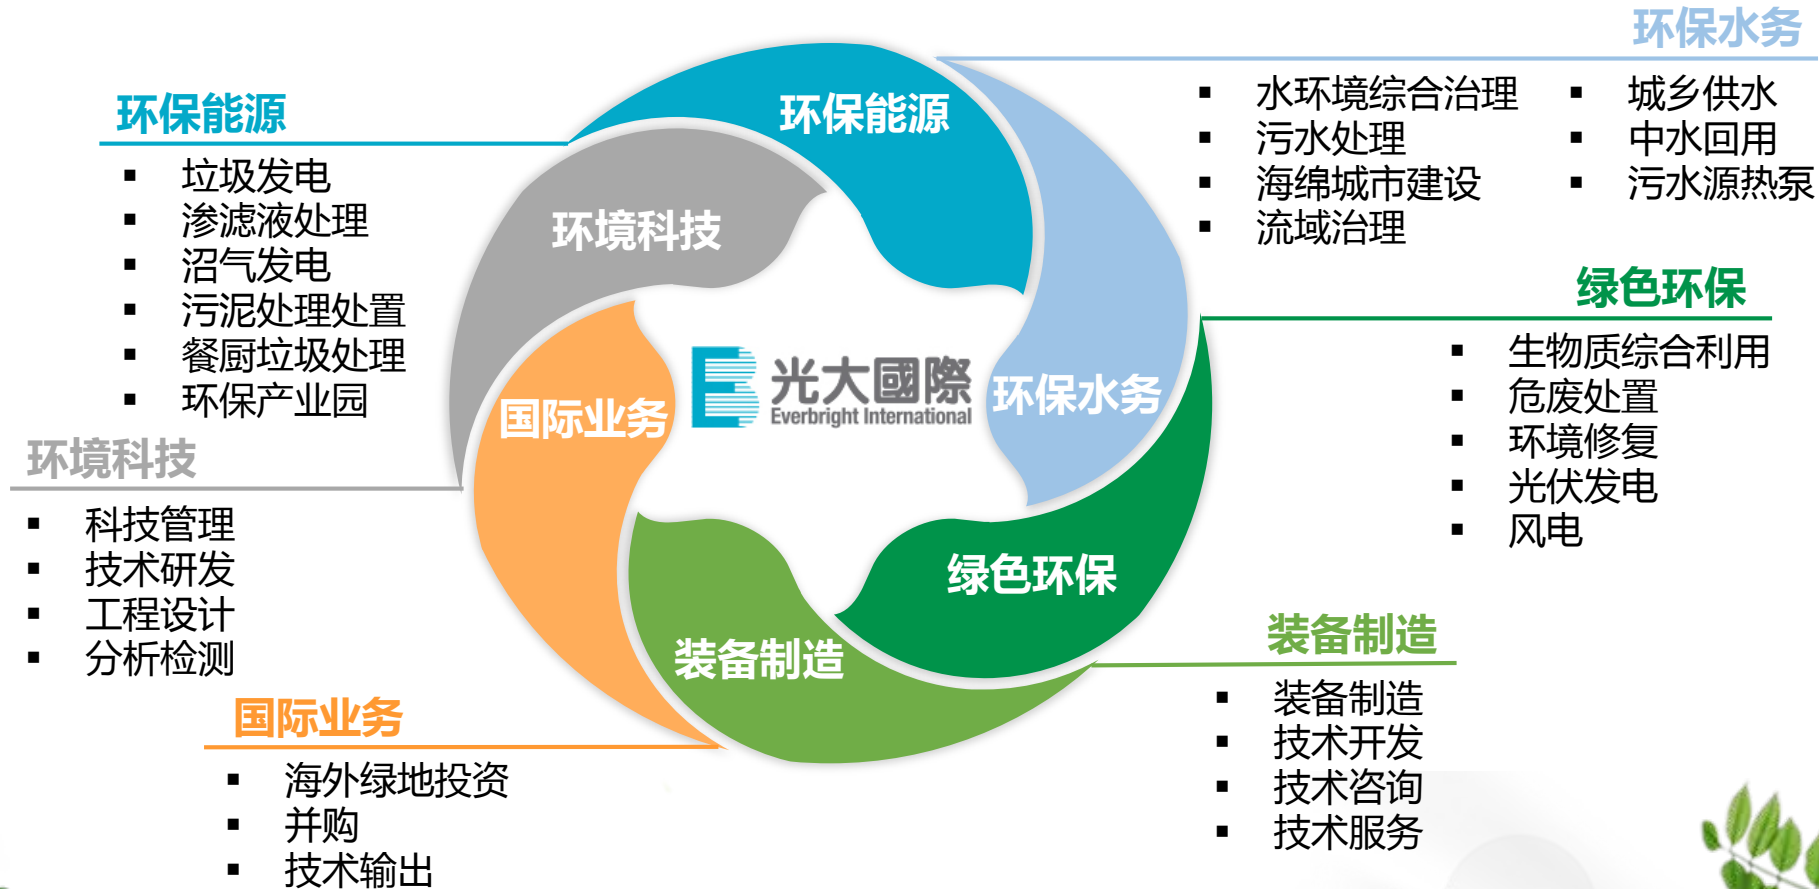 环保水务
水环境综合治理
污水处理
海绵城市建设
流域治理
城乡供水
中水回用
污水源热泵
环保能源
垃圾发电
渗滤液处理
沼气发电
污泥处理处置
餐厨垃圾处理
环保产业园
绿色环保
生物质综合利用
危废处置
环境修复
光伏发电
风电
环境科技
科技管理
技术研发
工程设计
分析检测
装备制造
装备制造
技术开发
技术咨询
技术服务
国际业务
海外绿地投资
并购
技术输出
环保能源
环境科技
环保水务
国际业务
绿色环保
装备制造
光大國際
Everbright International